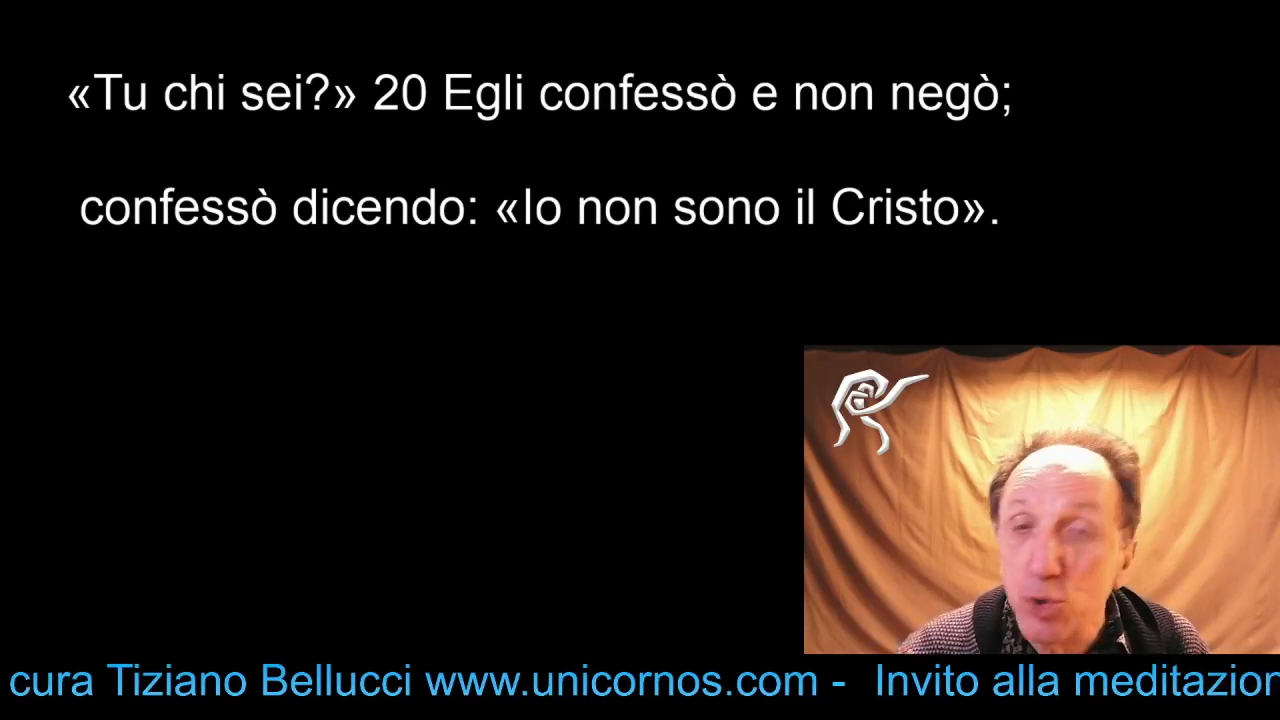 «Tu chi sei?» 20 Egli confessò e non negò;
confessò dicendo: «Io non sono il Cristo».
cura Tiziano Bellucci www.unicornos.com - Invito alla meditazion